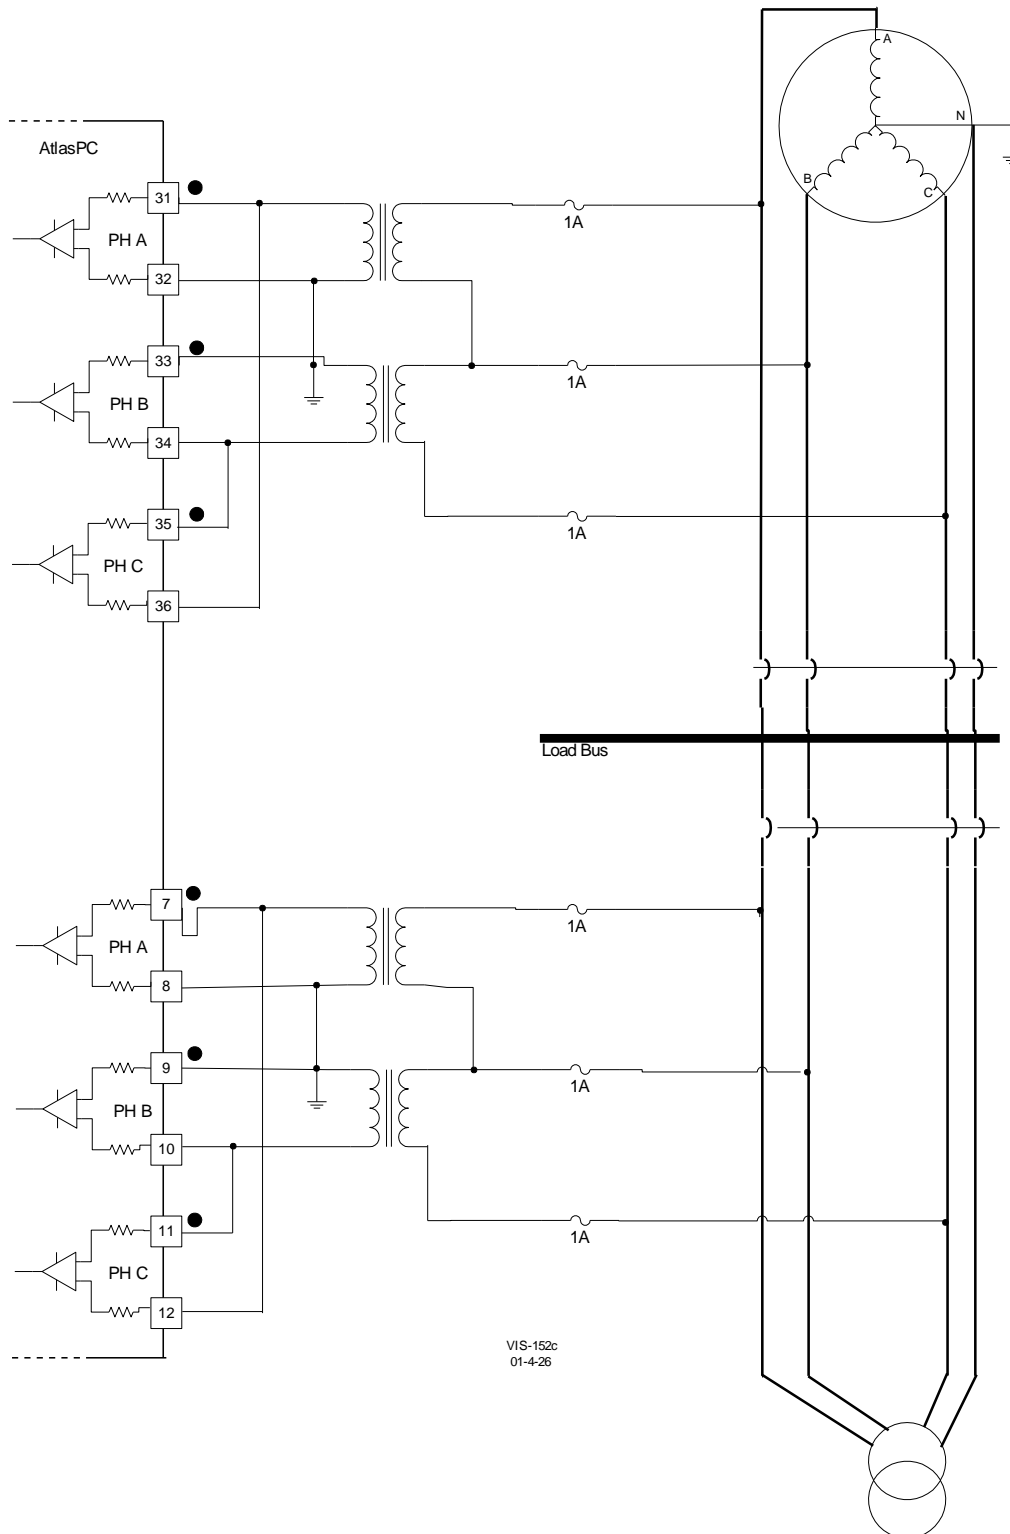 A
N
B
C
AtlasPC
31
PH A
1A
32
33
PH B
1A
34
35
PH C
1A
36
Load Bus
7
PH A
1A
8
9
PH B
1A
10
11
PH C
1A
12
VIS-152c
01-4-26